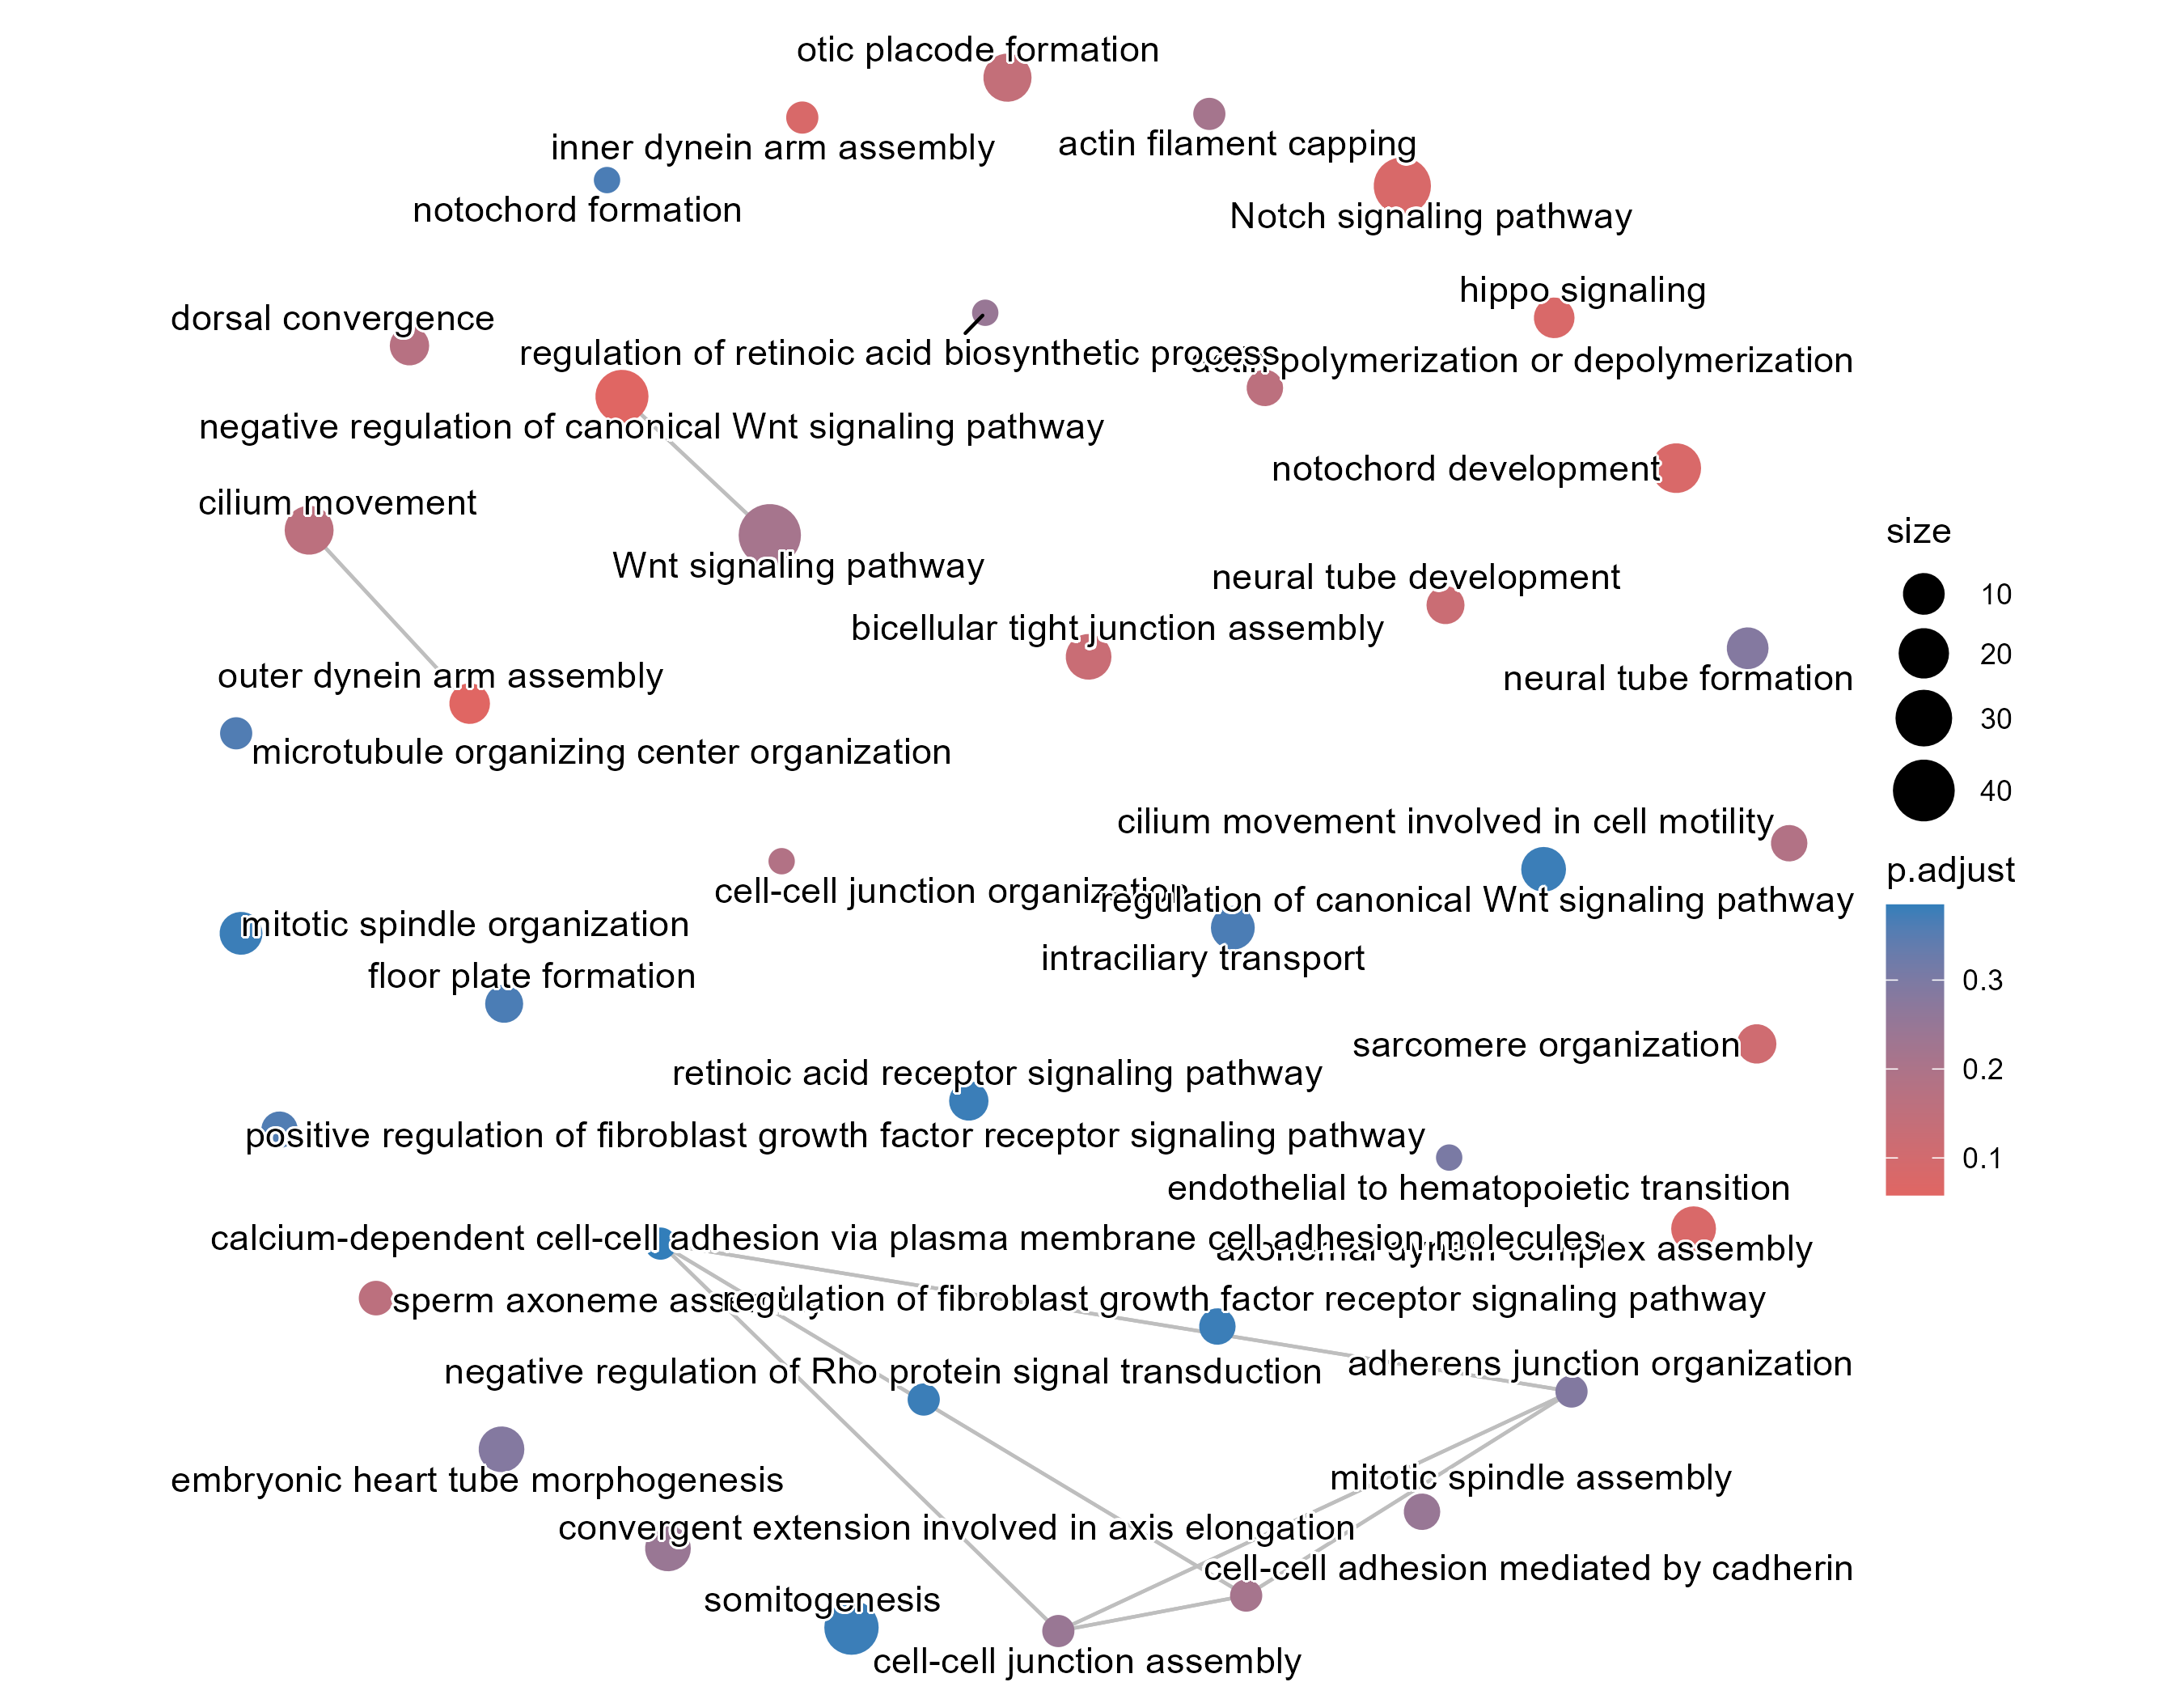 otic placode formation
inner dynein arm assembly
actin filament capping
notochord formation
Notch signaling pathway
hippo signaling
dorsal convergence
regulation of retinoic acid biosynthetic process
actin polymerization or depolymerization
negative regulation of canonical Wnt signaling pathway
notochord development
cilium movement
size
Wnt signaling pathway
neural tube development
10
bicellular tight junction assembly
20
outer dynein arm assembly
neural tube formation
30
microtubule organizing center organization
40
cilium movement involved in cell motility
p.adjust
cell-cell junction organization
regulation of canonical Wnt signaling pathway
mitotic spindle organization
intraciliary transport
floor plate formation
0.3
sarcomere organization
retinoic acid receptor signaling pathway
0.2
positive regulation of fibroblast growth factor receptor signaling pathway
0.1
endothelial to hematopoietic transition
calcium-dependent cell-cell adhesion via plasma membrane cell adhesion molecules
axonemal dynein complex assembly
sperm axoneme assembly
regulation of fibroblast growth factor receptor signaling pathway
negative regulation of Rho protein signal transduction
adherens junction organization
embryonic heart tube morphogenesis
mitotic spindle assembly
convergent extension involved in axis elongation
cell-cell adhesion mediated by cadherin
somitogenesis
cell-cell junction assembly